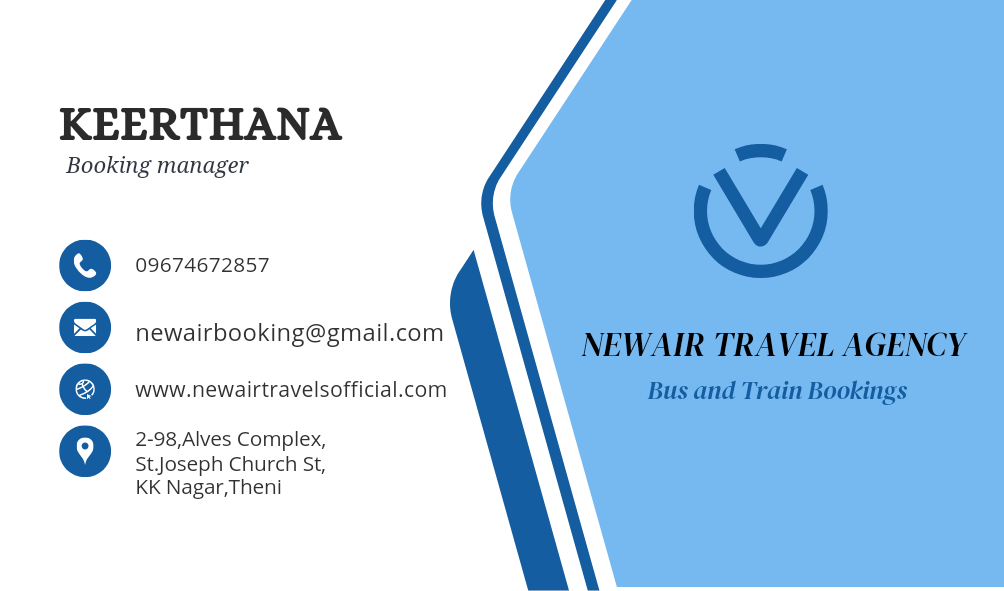 KEERTHANA
Booking manager
09674672857
newairbooking@gmail.com
www.newairtravelsofficial.com
2-98,Alves Complex,
St.Joseph Church St,
KK Nagar,Theni
NEWAIR TRAVEL AGENCY
Bus and Train Bookings